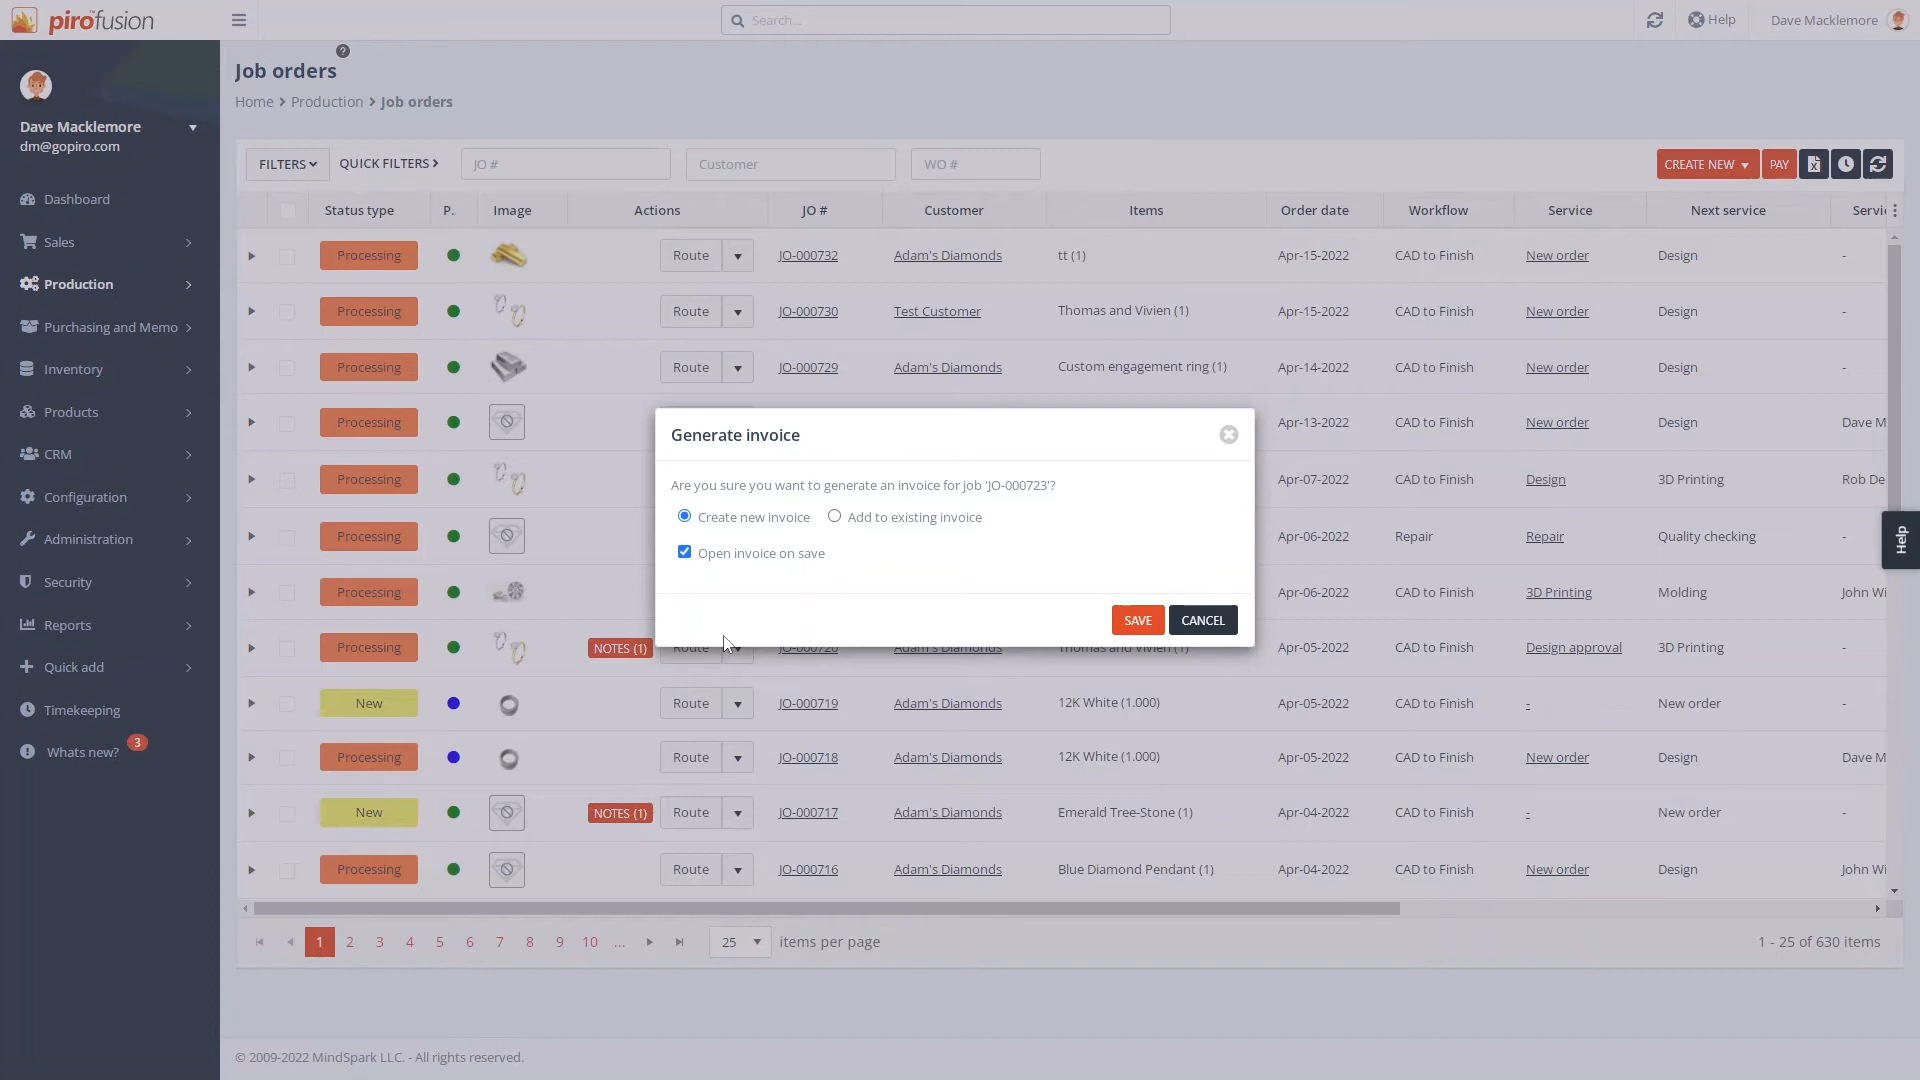 pirofusion
Search...
Help
Dave Macklemore
Dave Macklemore
dm@gopiro.com
Dashboard
Sales
Production
Purchasing and Memo
Inventory
Products
CRM
Configuration
Administration
Security
Reports
Quick add
Timekeeping
Whats new? 3
?
Job orders
Home > Production > Job orders
FILTERS QUICK FILTERS JO # Customer WO # CREATE NEW PAY
Status type P.. Image Actions JO # Customer Items Order date Workflow Service Next service Servi
Processing Route JO-000732 Adam's Diamonds tt (1) Apr-15-2022 CAD to Finish New order Design -
Processing Route JO-000730 Test Customer Thomas and Vivien (1) Apr-15-2022 CAD to Finish New order Design -
Processing Route JO-000729 Adam's Diamonds Custom engagement ring (1) Apr-14-2022 CAD to Finish New order Design -
Processing Apr-13-2022 CAD to Finish New order Design Dave M
Processing Apr-07-2022 CAD to Finish Design 3D Printing Rob De
Processing Apr-06-2022 Repair Repair Quality checking -
Processing Apr-06-2022 CAD to Finish 3D Printing Molding John Wi
Processing NOTES (1) Route JO-000720 Adam's Diamonds Thomas and Vivien (1) Apr-05-2022 CAD to Finish Design approval 3D Printing -
New Route JO-000719 Adam's Diamonds 12K White (1.000) Apr-05-2022 CAD to Finish - New order -
Processing Route JO-000718 Adam's Diamonds 12K White (1.000) Apr-05-2022 CAD to Finish New order Design Dave M
New NOTES (1) Route JO-000717 Adam's Diamonds Emerald Tree-Stone (1) Apr-04-2022 CAD to Finish - New order -
Processing Route JO-000716 Adam's Diamonds Blue Diamond Pendant (1) Apr-04-2022 CAD to Finish New order Design John Wi
Generate invoice
Are you sure you want to generate an invoice for job 'JO-000723'?
Create new invoice Add to existing invoice
Open invoice on save
SAVE CANCEL
Help
1 2 3 4 5 6 7 8 9 10 ... 25 items per page 1 - 25 of 630 items
© 2009-2022 MindSpark LLC. - All rights reserved.